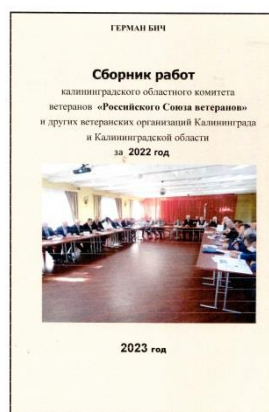 ГЕРМАН БИЧ
Сборник работ
калининградского областного комитета
ветеранов «Российского Союза ветеранов»
и других ветеранских организаций Калининграда
и Калининградской области
за 2022 год
2023 год